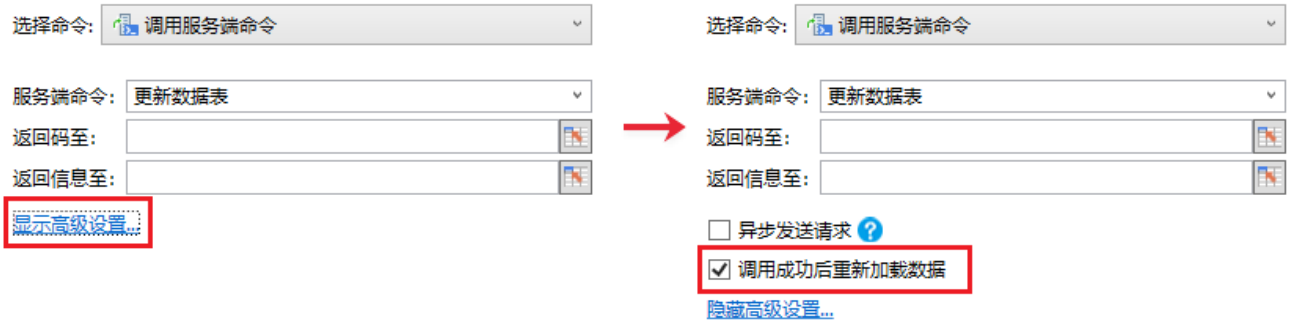 选择命令: 调用服务端命令
服务端命令: 更新数据表
返回码至:
返回信息至:
显示高级设置...
选择命令: 调用服务端命令
服务端命令: 更新数据表
返回码至:
返回信息至:
异步发送请求 ?
调用成功后重新加载数据
隐藏高级设置...